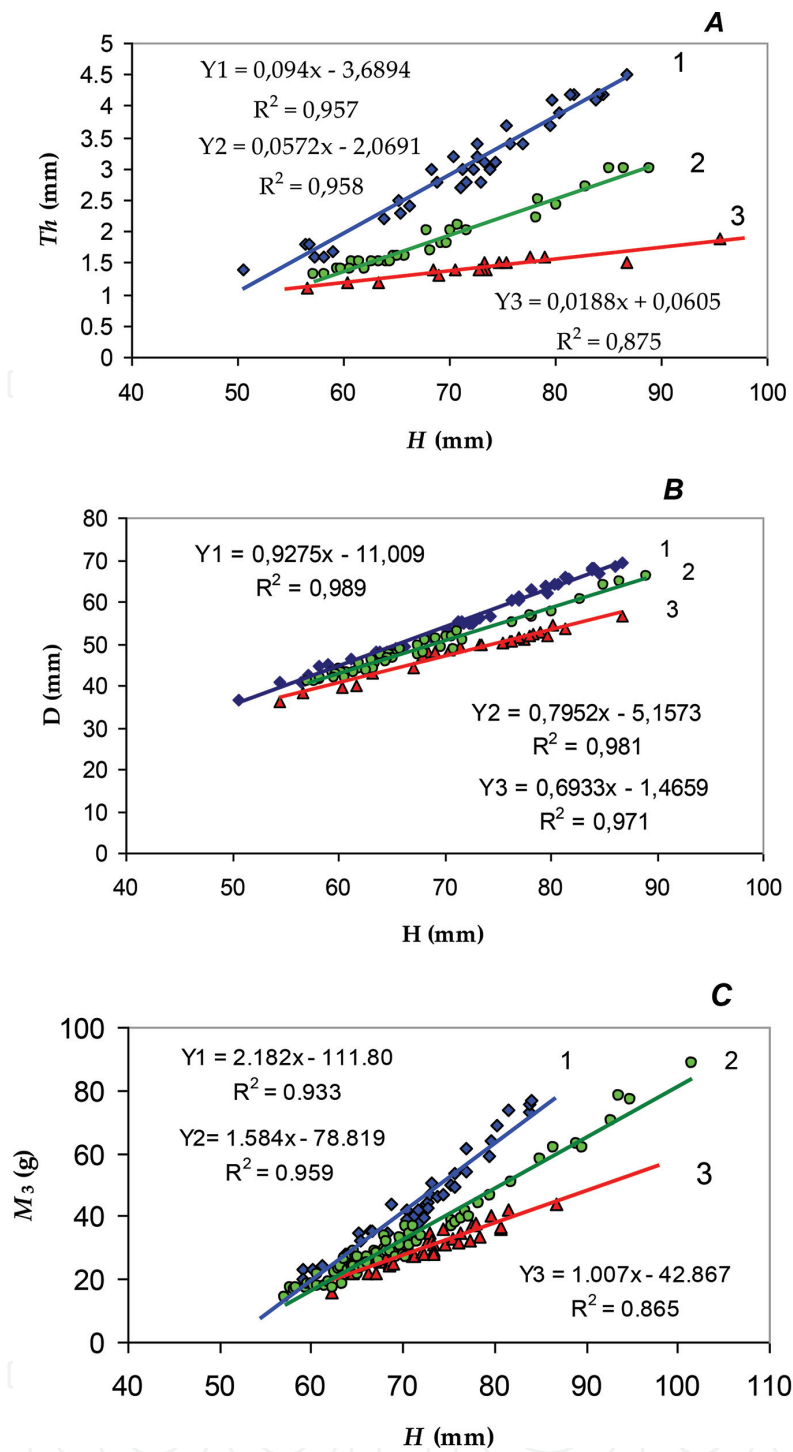 A
5
4.5
4
3.5
3
2.5
2
1.5
1
0.5
0
Th (mm)
Y1 = 0,094x - 3,6894
R² = 0,957
Y2 = 0,0572x - 2,0691
R² = 0,958
1
2
3
Y3 = 0,0188x + 0,0605
R² = 0,875
40 50 60 70 80 90 100
H (mm)
B
80
70
60
50
40
30
20
10
0
D (mm)
Y1 = 0,9275x - 11,009
R² = 0,989
1
2
3
Y2 = 0,7952x - 5,1573
R² = 0,981
Y3 = 0,6933x - 1,4659
R² = 0,971
40 50 60 70 80 90 100
H (mm)
C
100
80
60
40
20
0
M₃ (g)
Y1 = 2.182x - 111.80
R² = 0.933
Y2= 1.584x - 78.819
R² = 0.959
1
2
3
Y3 = 1.007x - 42.867
R² = 0.865
40 50 60 70 80 90 100 110
H (mm)